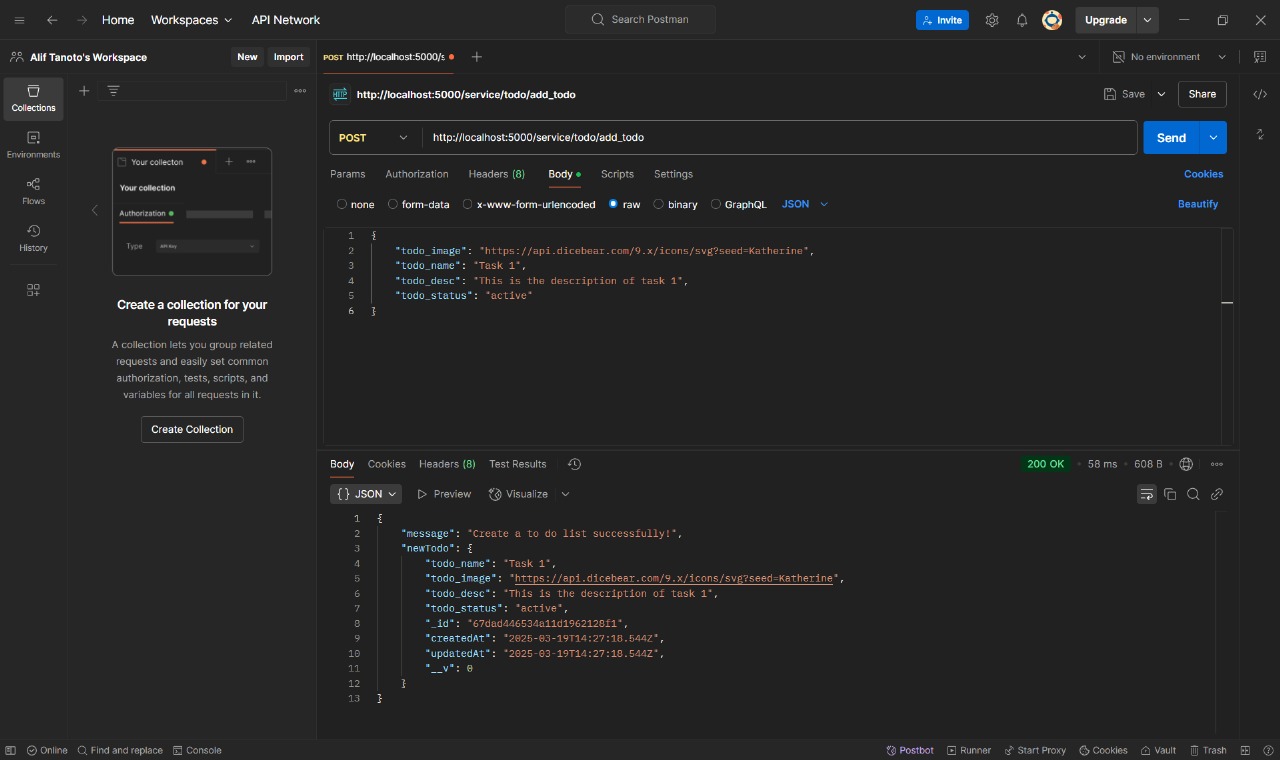 Home Workspaces API Network Search Postman Invite Upgrade
Alif Tanoto's Workspace New Import POST http://localhost:5000/s No environment
Collections
Environments
Flows
History
Your collecton
Your collection
Authorization
Type API Key
Create a collection for your
requests
A collection lets you group related
requests and easily set common
authorization, tests, scripts, and
variables for all requests in it.
Create Collection
HTTP http://localhost:5000/service/todo/add_todo Save Share
POST http://localhost:5000/service/todo/add_todo Send
Params Authorization Headers (8) Body Scripts Settings Cookies
none form-data x-www-form-urlencoded raw binary GraphQL JSON Beautify
1 {
2 "todo_image": "https://api.dicebear.com/9.x/icons/svg?seed=Katherine",
3 "todo_name": "Task 1",
4 "todo_desc": "This is the description of task 1",
5 "todo_status": "active"
6 }
Body Cookies Headers (8) Test Results 200 OK • 58 ms • 608 B
{} JSON Preview Visualize
1 {
2 "message": "Create a to do list successfully!",
3 "newTodo": {
4 "todo_name": "Task 1",
5 "todo_image": "https://api.dicebear.com/9.x/icons/svg?seed=Katherine",
6 "todo_desc": "This is the description of task 1",
7 "todo_status": "active",
8 "_id": "67dad446534a11d1962128f1",
9 "createdAt": "2025-03-19T14:27:18.544Z",
10 "updatedAt": "2025-03-19T14:27:18.544Z",
11 "__v": 0
12 }
13 }
Online Find and replace Console Postbot Runner Start Proxy Cookies Vault Trash